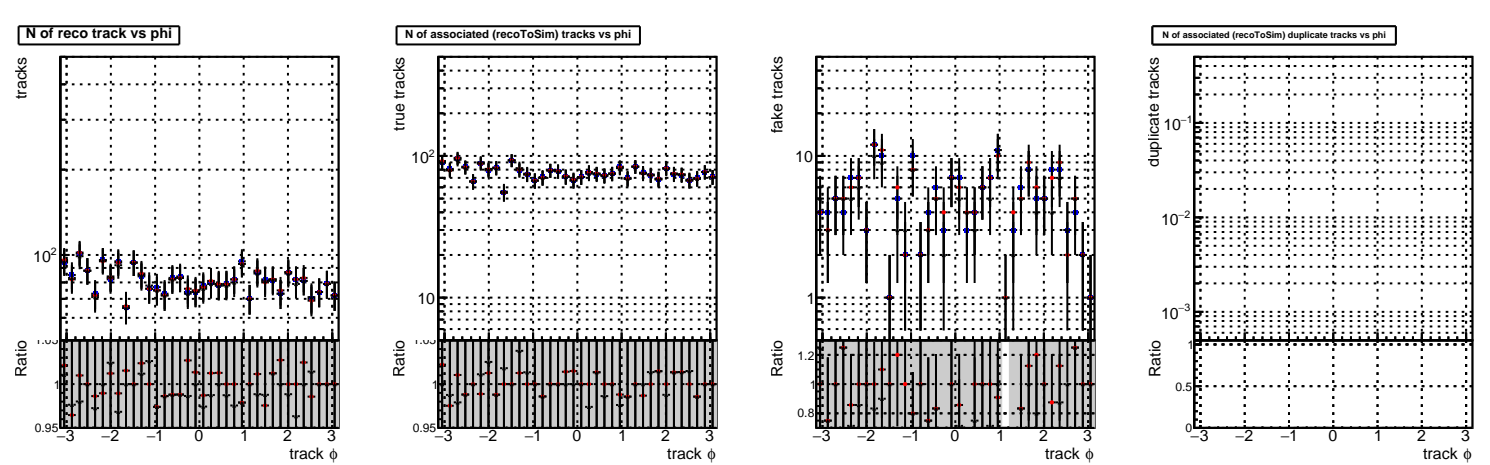 N of reco track vs phi
tracks
10²
Ratio
1.05
1
0.95
−3 −2 −1 0 1 2 3
track ϕ
N of associated (recoToSim) tracks vs phi
true tracks
10²
10
Ratio
1.05
1
0.95
−3 −2 −1 0 1 2 3
track ϕ
fake tracks
10
1
Ratio
1.2
1
0.8
−3 −2 −1 0 1 2 3
track ϕ
N of associated (recoToSim) duplicate tracks vs phi
duplicate tracks
10⁻¹
10⁻²
10⁻³
Ratio
1
0.5
0
−3 −2 −1 0 1 2 3
track ϕ